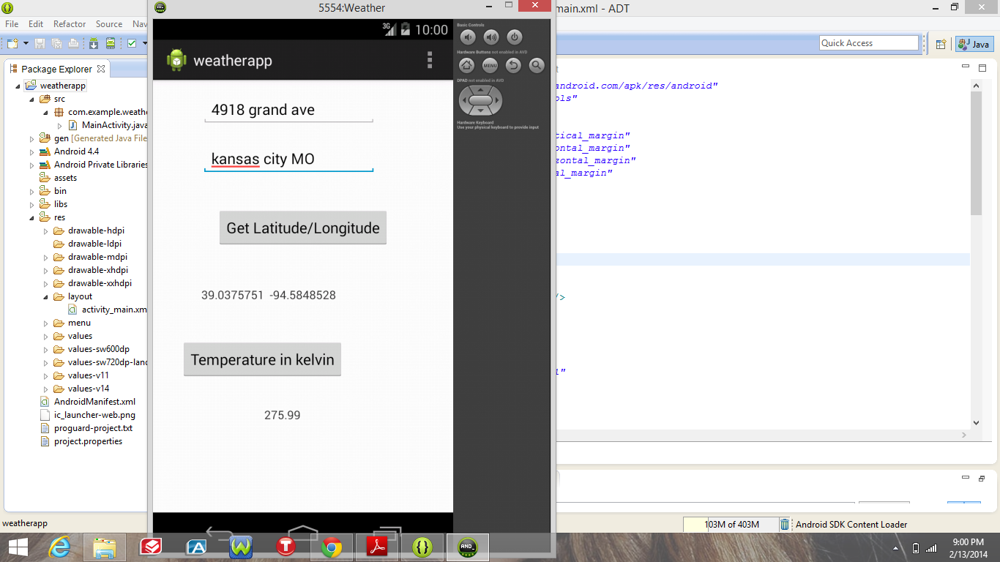 5554:Weather
main.xml - ADT
File Edit Refactor Source Nav
Quick Access
Java
Package Explorer
weatherapp
src
com.example.weathe
MainActivity.java
gen [Generated Java File
Android 4.4
Android Private Libraries
assets
bin
libs
res
drawable-hdpi
drawable-ldpi
drawable-mdpi
drawable-xhdpi
drawable-xxhdpi
layout
activity_main.xm
menu
values
values-sw600dp
values-sw720dp-land
values-v11
values-v14
AndroidManifest.xml
ic_launcher-web.png
proguard-project.txt
project.properties
weatherapp
3G 10:00
weatherapp
4918 grand ave
kansas city MO
Get Latitude/Longitude
39.0375751 -94.5848528
Temperature in kelvin
275.99
Basic Controls
Hardware Buttons not enabled in AVD
MENU
DPAD not enabled in AVD
Hardware Keyboard
Use your physical keyboard to provide input
android.com/apk/res/android"
ols"
tical_margin"
ontal_margin"
zontal_margin"
al_margin"
/>
1"
103M of 403M
Android SDK Content Loader
AND_
9:00 PM
2/13/2014